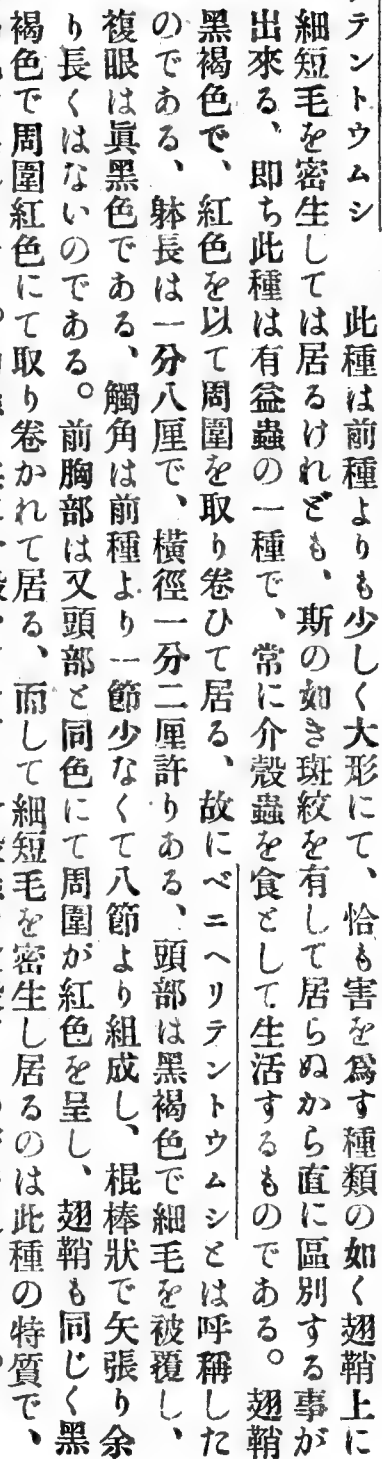 テントウムシ　此種は前種よりも少しく大形にて、恰も害を爲す種類の如く翅鞘上に
細短毛を密生しては居るけれども、斯の如き斑紋を有して居らぬから直に區別する事が
出來る、即ち此種は有益蟲の一種で、常に介殼蟲を食として生活するものである。翅鞘
黑褐色で、紅色を以て周圍を取り卷ひて居る、故にベニヘリテントウムシとは呼稱した
のである、躰長は一分八厘で、橫徑一分二厘許りある、頭部は黑褐色で細毛を被覆し、
複眼は眞黑色である、觸角は前種より一節少なくて八節より組成し、棍棒狀で矢張り余
り長くはないのである。前胸部は又頭部と同色にて周圍が紅色を呈し、翅鞘も同じく黑
褐色で周圍紅色にて取り卷かれて居る、而して細短毛を密生し居るのは此種の特質で、